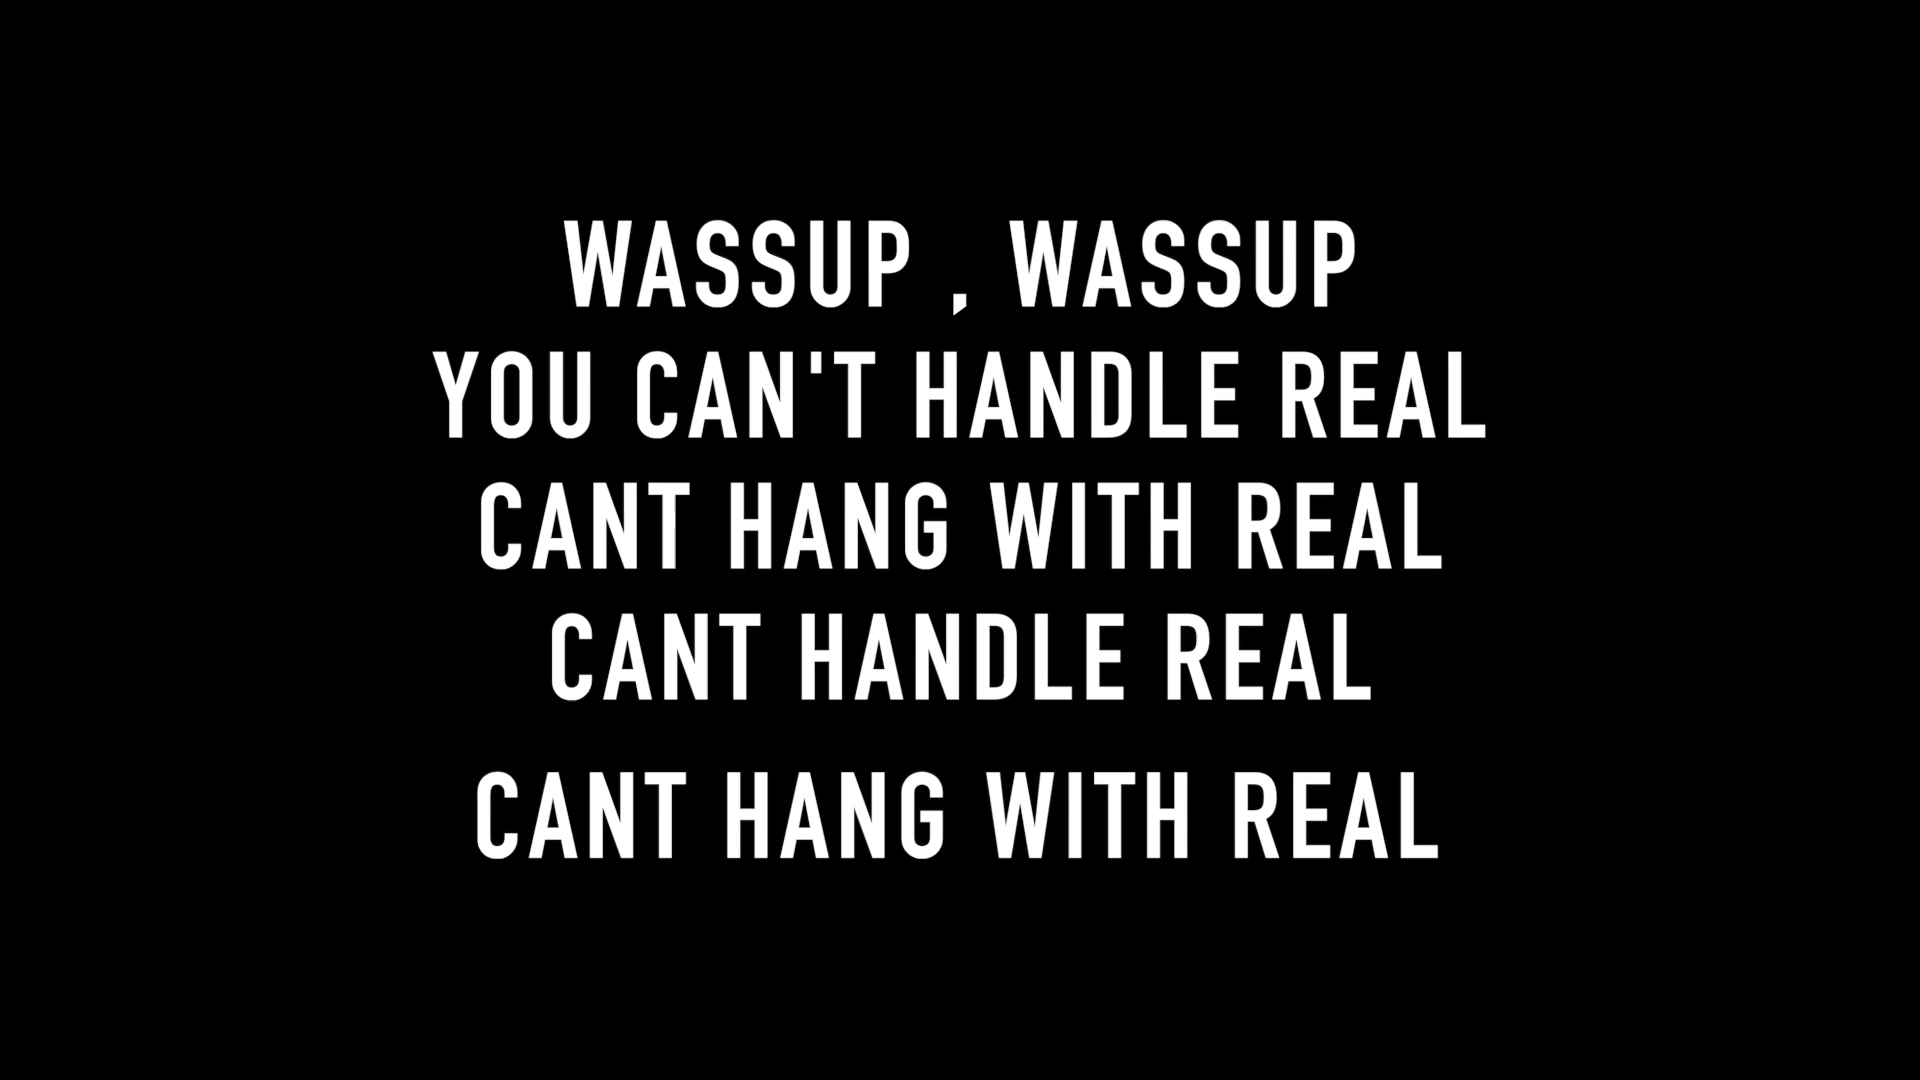 WASSUP , WASSUP
YOU CAN'T HANDLE REAL
CANT HANG WITH REAL
CANT HANDLE REAL
CANT HANG WITH REAL